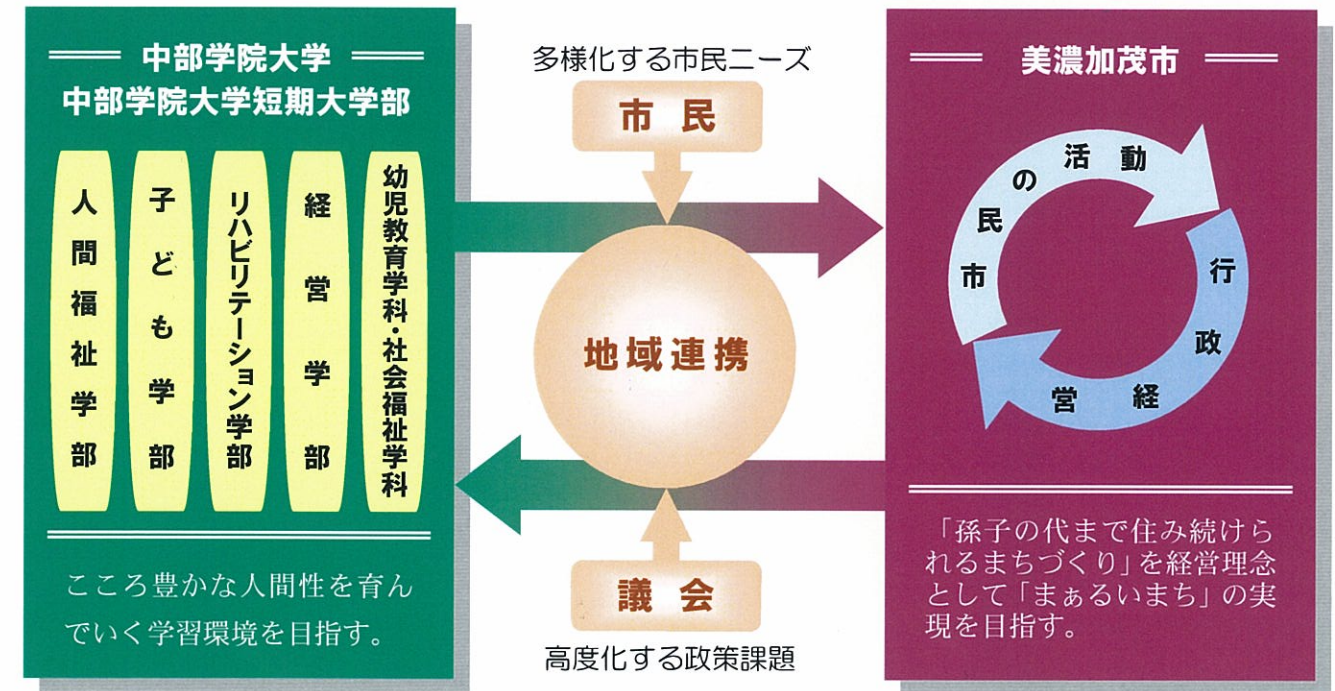 中部学院大学
中部学院大学短期大学部
人間福祉学部
子ども学部
リハビリテーション学部
経営学部
幼児教育学科・社会福祉学科
こころ豊かな人間性を育ん
でいく学習環境を目指す。
多様化する市民ニーズ
市民
地域連携
議会
高度化する政策課題
美濃加茂市
市民の活動
行政経営
「孫子の代まで住み続けら
れるまちづくり」を経営理念
として「まぁるいまち」の実
現を目指す。